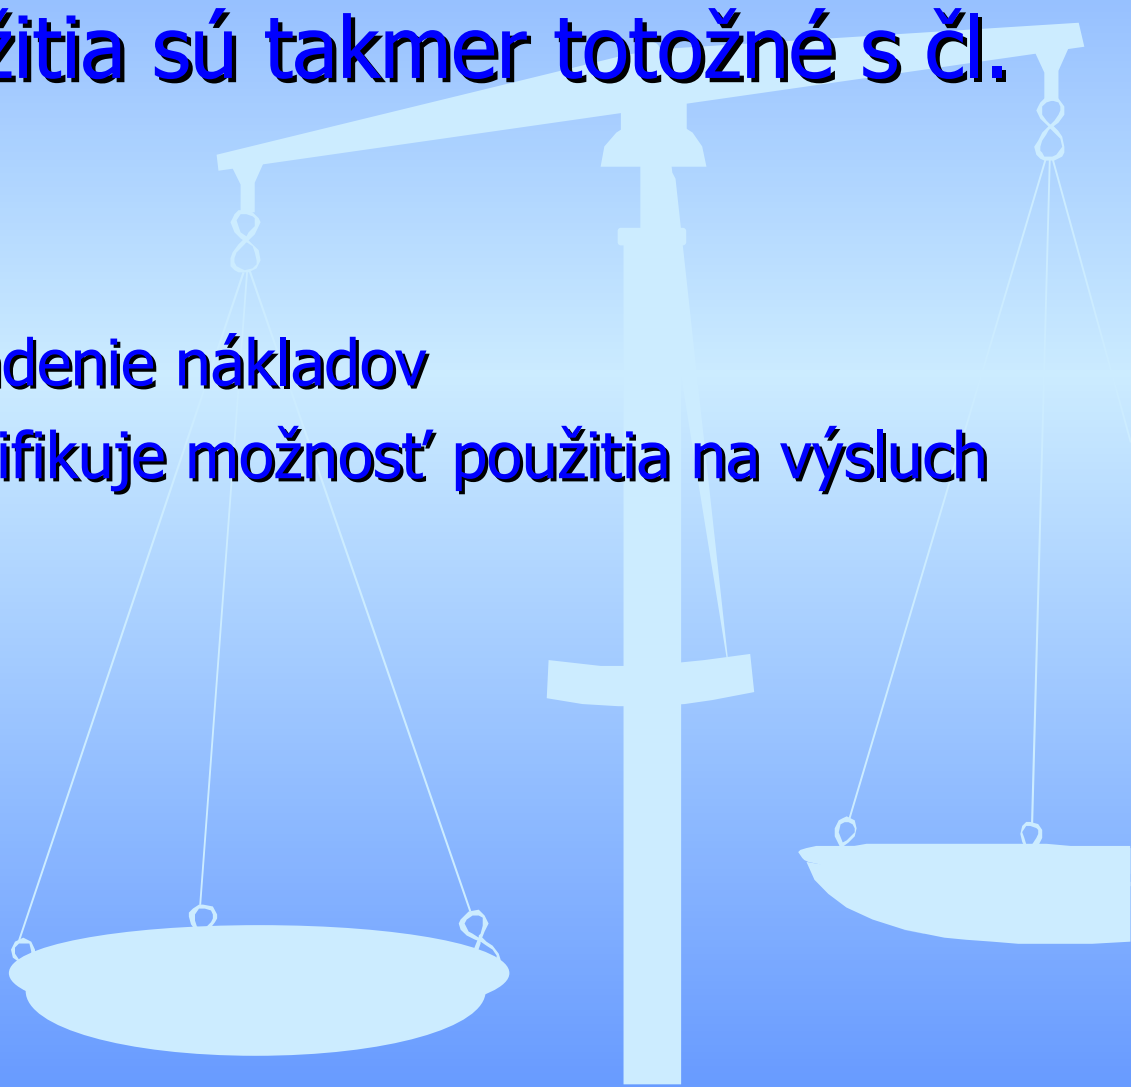 žitia sú takmer totožné s čl.
denie nákladov
ifikuje možnosť použitia na výsluch